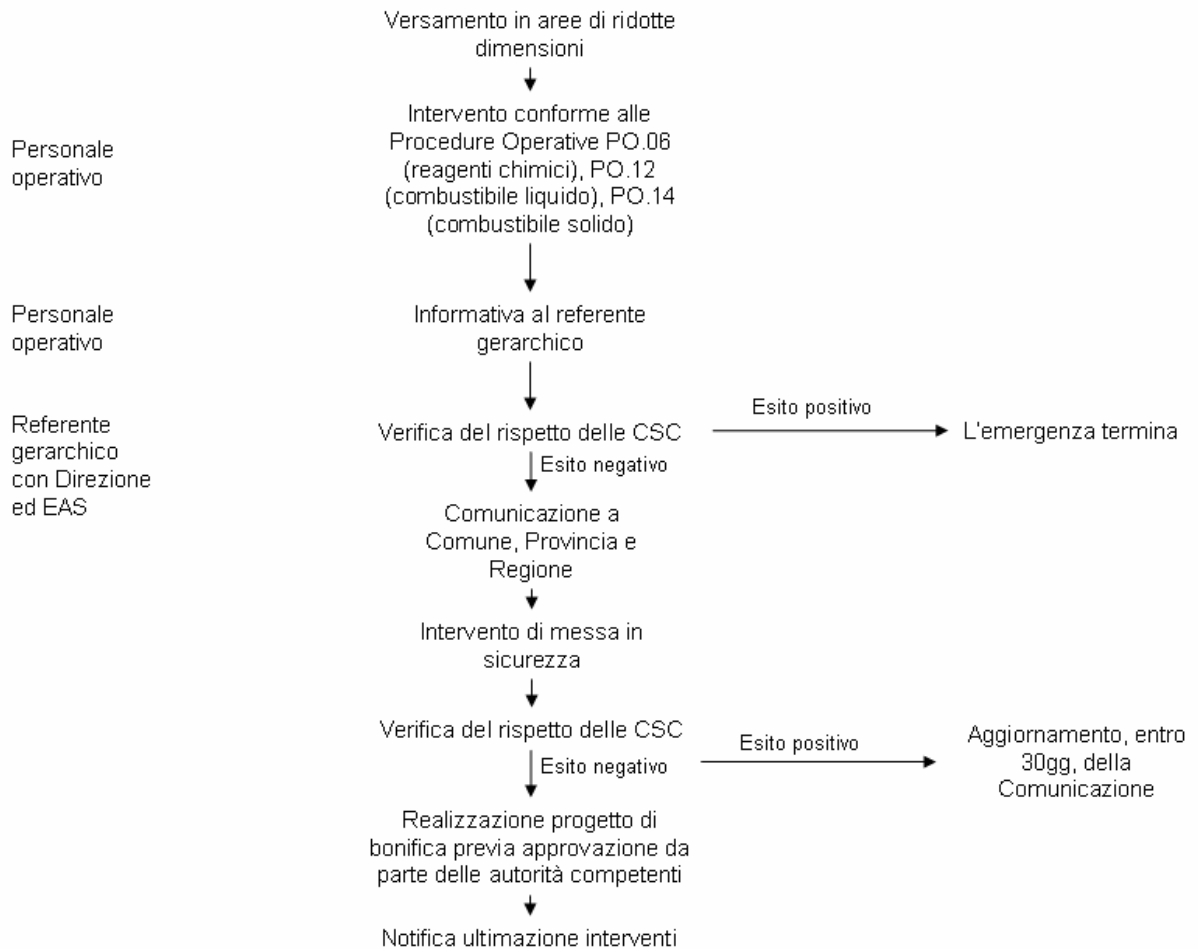 Versamento in aree di ridotte
dimensioni
Personale
operativo
Intervento conforme alle
Procedure Operative PO.06
(reagenti chimici), PO.12
(combustibile liquido), PO.14
(combustibile solido)
Personale
operativo
Informativa al referente
gerarchico
Referente
gerarchico
con Direzione
ed EAS
Verifica del rispetto delle CSC
Esito positivo
L'emergenza termina
Esito negativo
Comunicazione a
Comune, Provincia e
Regione
Intervento di messa in
sicurezza
Verifica del rispetto delle CSC
Esito positivo
Aggiornamento, entro
30gg, della
Comunicazione
Esito negativo
Realizzazione progetto di
bonifica previa approvazione da
parte delle autorità competenti
Notifica ultimazione interventi